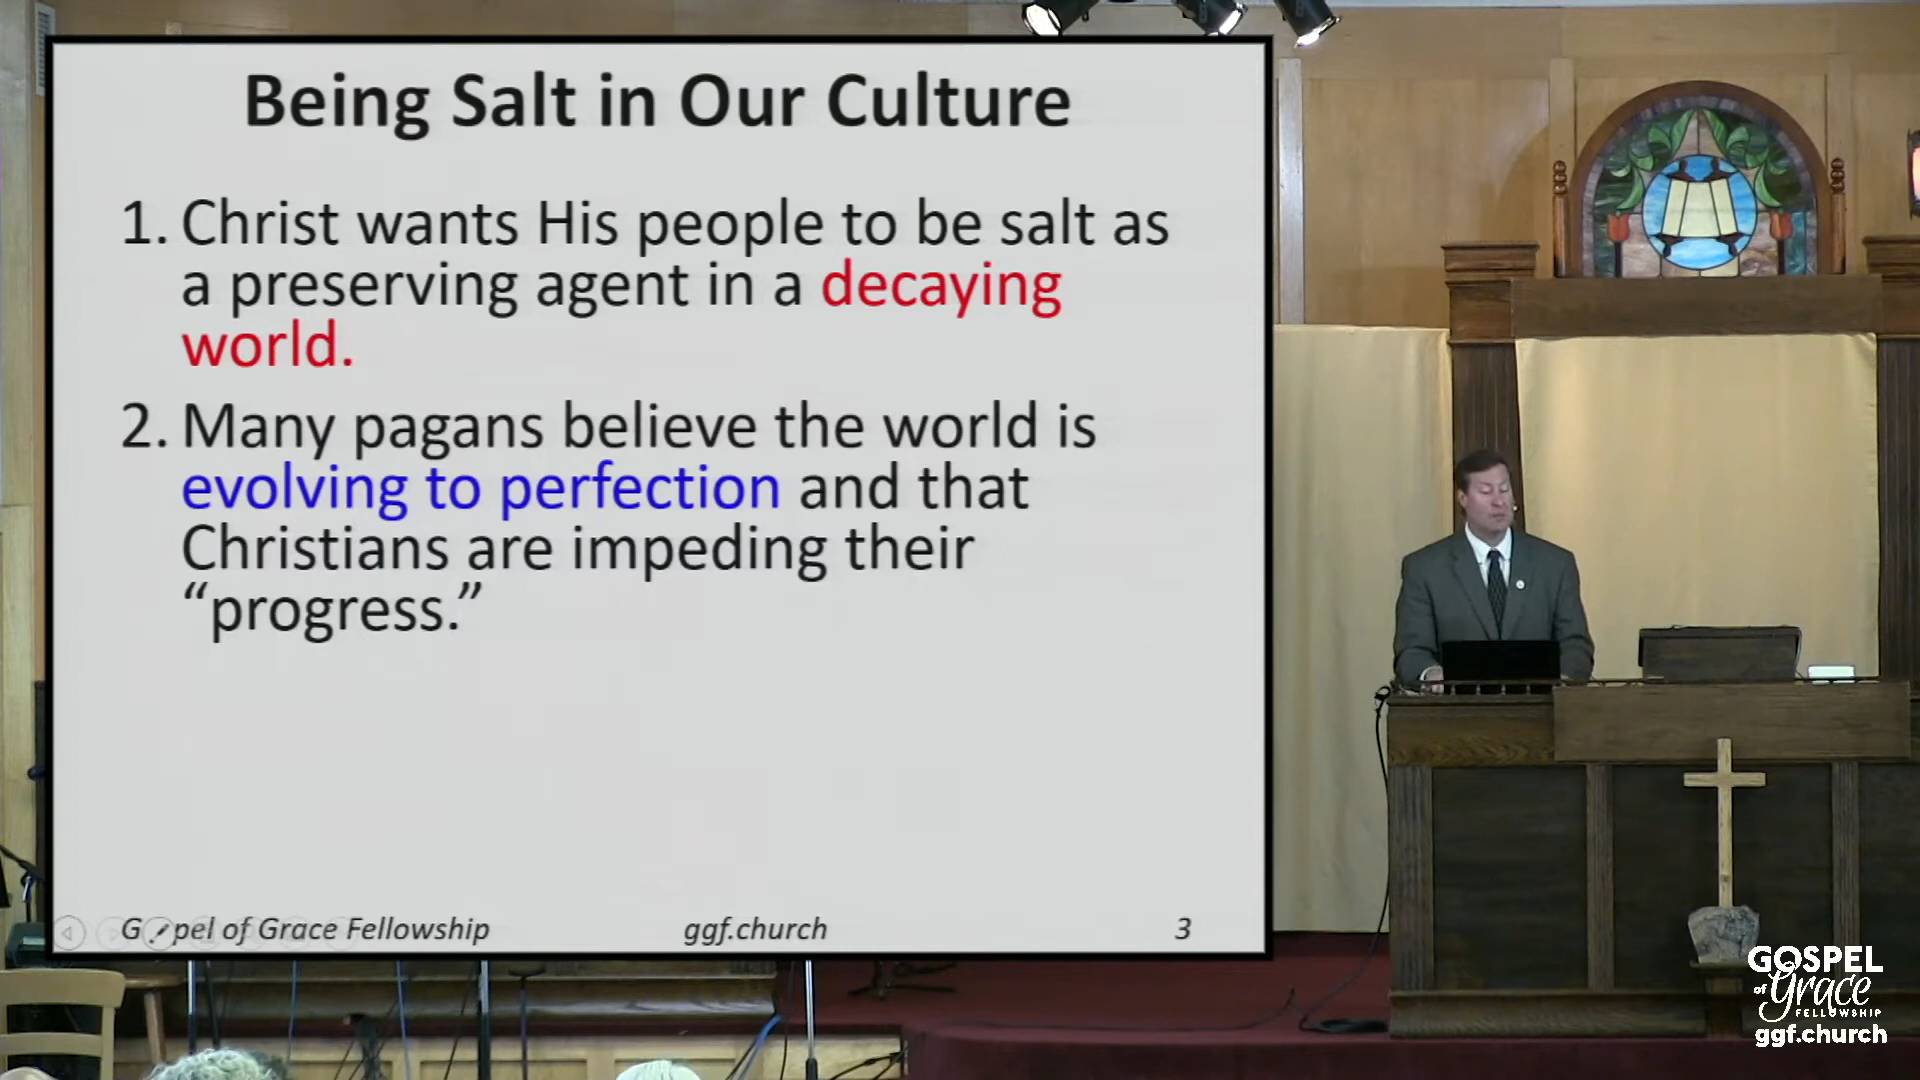 Being Salt in Our Culture
1. Christ wants His people to be salt as
a preserving agent in a decaying
world.
2. Many pagans believe the world is
evolving to perfection and that
Christians are impeding their
“progress.”
Gospel of Grace Fellowship ggf.church 3
GOSPEL
of Grace
FELLOWSHIP
ggf.church